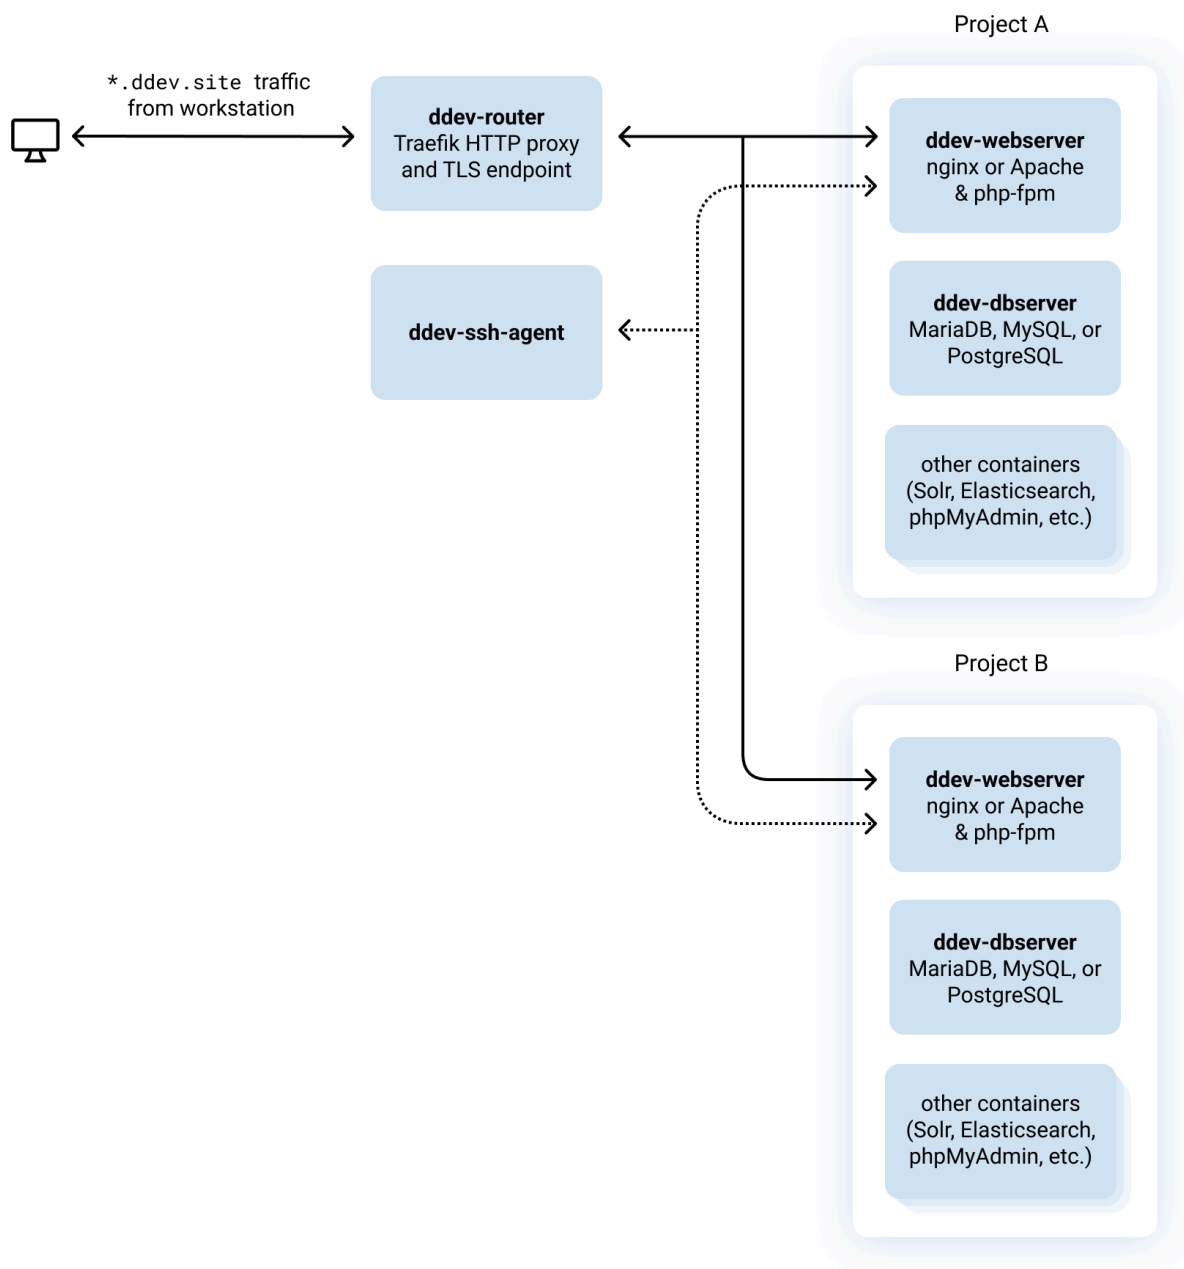 Project A
*.ddev.site traffic
from workstation
ddev-router
Traefik HTTP proxy
and TLS endpoint
ddev-ssh-agent
ddev-webserver
nginx or Apache
& php-fpm
ddev-dbserver
MariaDB, MySQL, or
PostgreSQL
other containers
(Solr, Elasticsearch,
phpMyAdmin, etc.)
Project B
ddev-webserver
nginx or Apache
& php-fpm
ddev-dbserver
MariaDB, MySQL, or
PostgreSQL
other containers
(Solr, Elasticsearch,
phpMyAdmin, etc.)